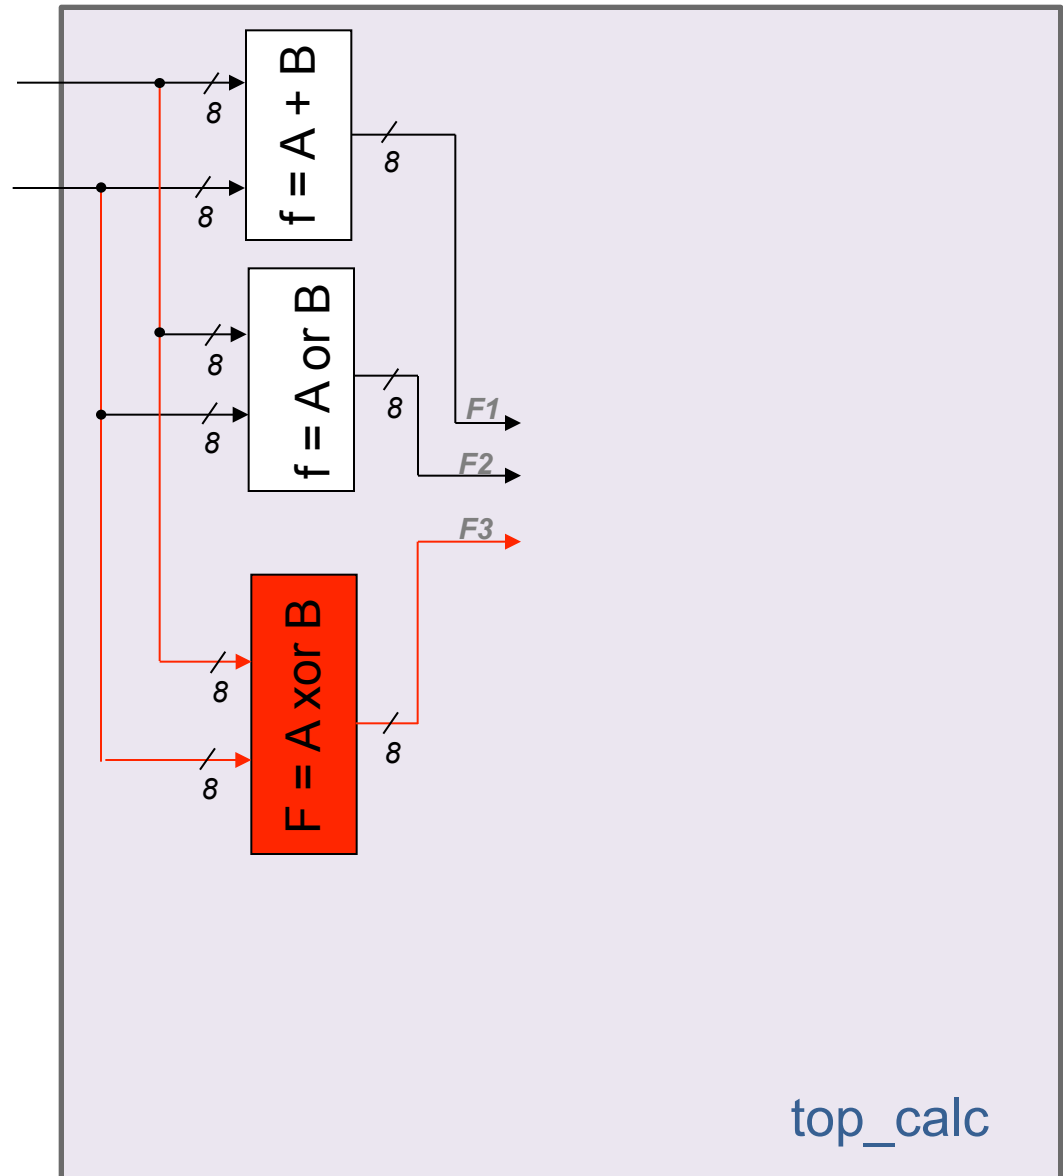 8
f = A + B
8
8
8
f = A or B
8
8
F1
F2
F3
8
F = A xor B
8
8
top_calc